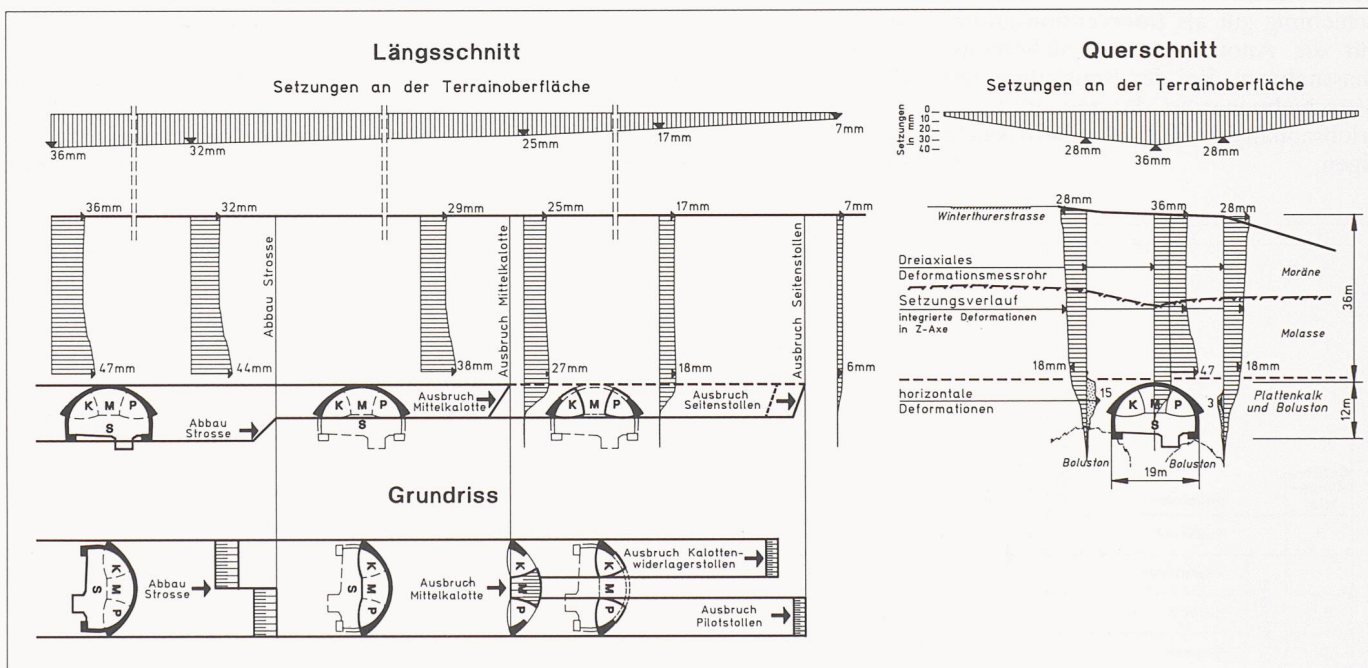 Längsschnitt
Setzungen an der Terrainoberfläche
36mm
32mm
25mm
17mm
7mm
36mm
32mm
29mm
25mm
17mm
7mm
Abbau Strosse
Ausbruch Mittelkalotte
Ausbruch Seitenstollen
47mm
44mm
38mm
27mm
18mm
6mm
K M P
S
Abbau
Strosse
K M P
S
Ausbruch
Mittelkalotte
K M P
Ausbruch
Seitenstollen
Grundriss
K
M
P
S
Abbau
Strosse
K
M
P
S
Ausbruch
Mittelkalotte
K
M
P
K
M
P
Ausbruch Kalotten-
widerlagerstollen
Ausbruch
Pilotstollen
Querschnitt
Setzungen an der Terrainoberfläche
Setzungen
in mm
0
10
20
30
40
28mm
36mm
28mm
28mm
36mm
28mm
Winterthurerstrasse
Dreiaxiales
Deformationsmessrohr
Moräne
Setzungsverlauf
integrierte Deformationen
in Z-Axe
Molasse
36m
18mm
47
18mm
horizontale
Deformationen
15
K M P
S
3
Plattenkalk
und Boluston
12m
Boluston
Boluston
19m